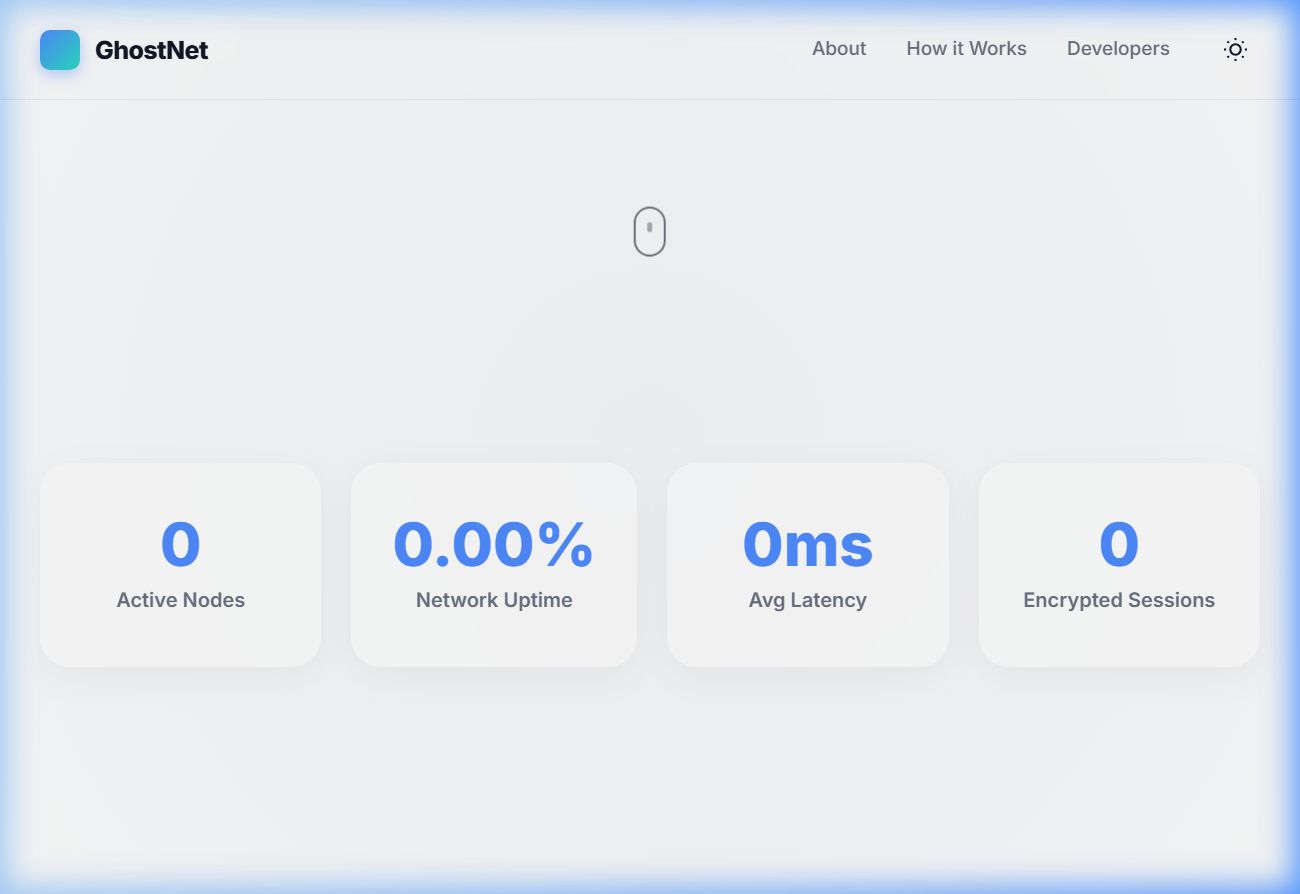 GhostNet
About
How it Works
Developers
0
Active Nodes
0.00%
Network Uptime
0ms
Avg Latency
0
Encrypted Sessions